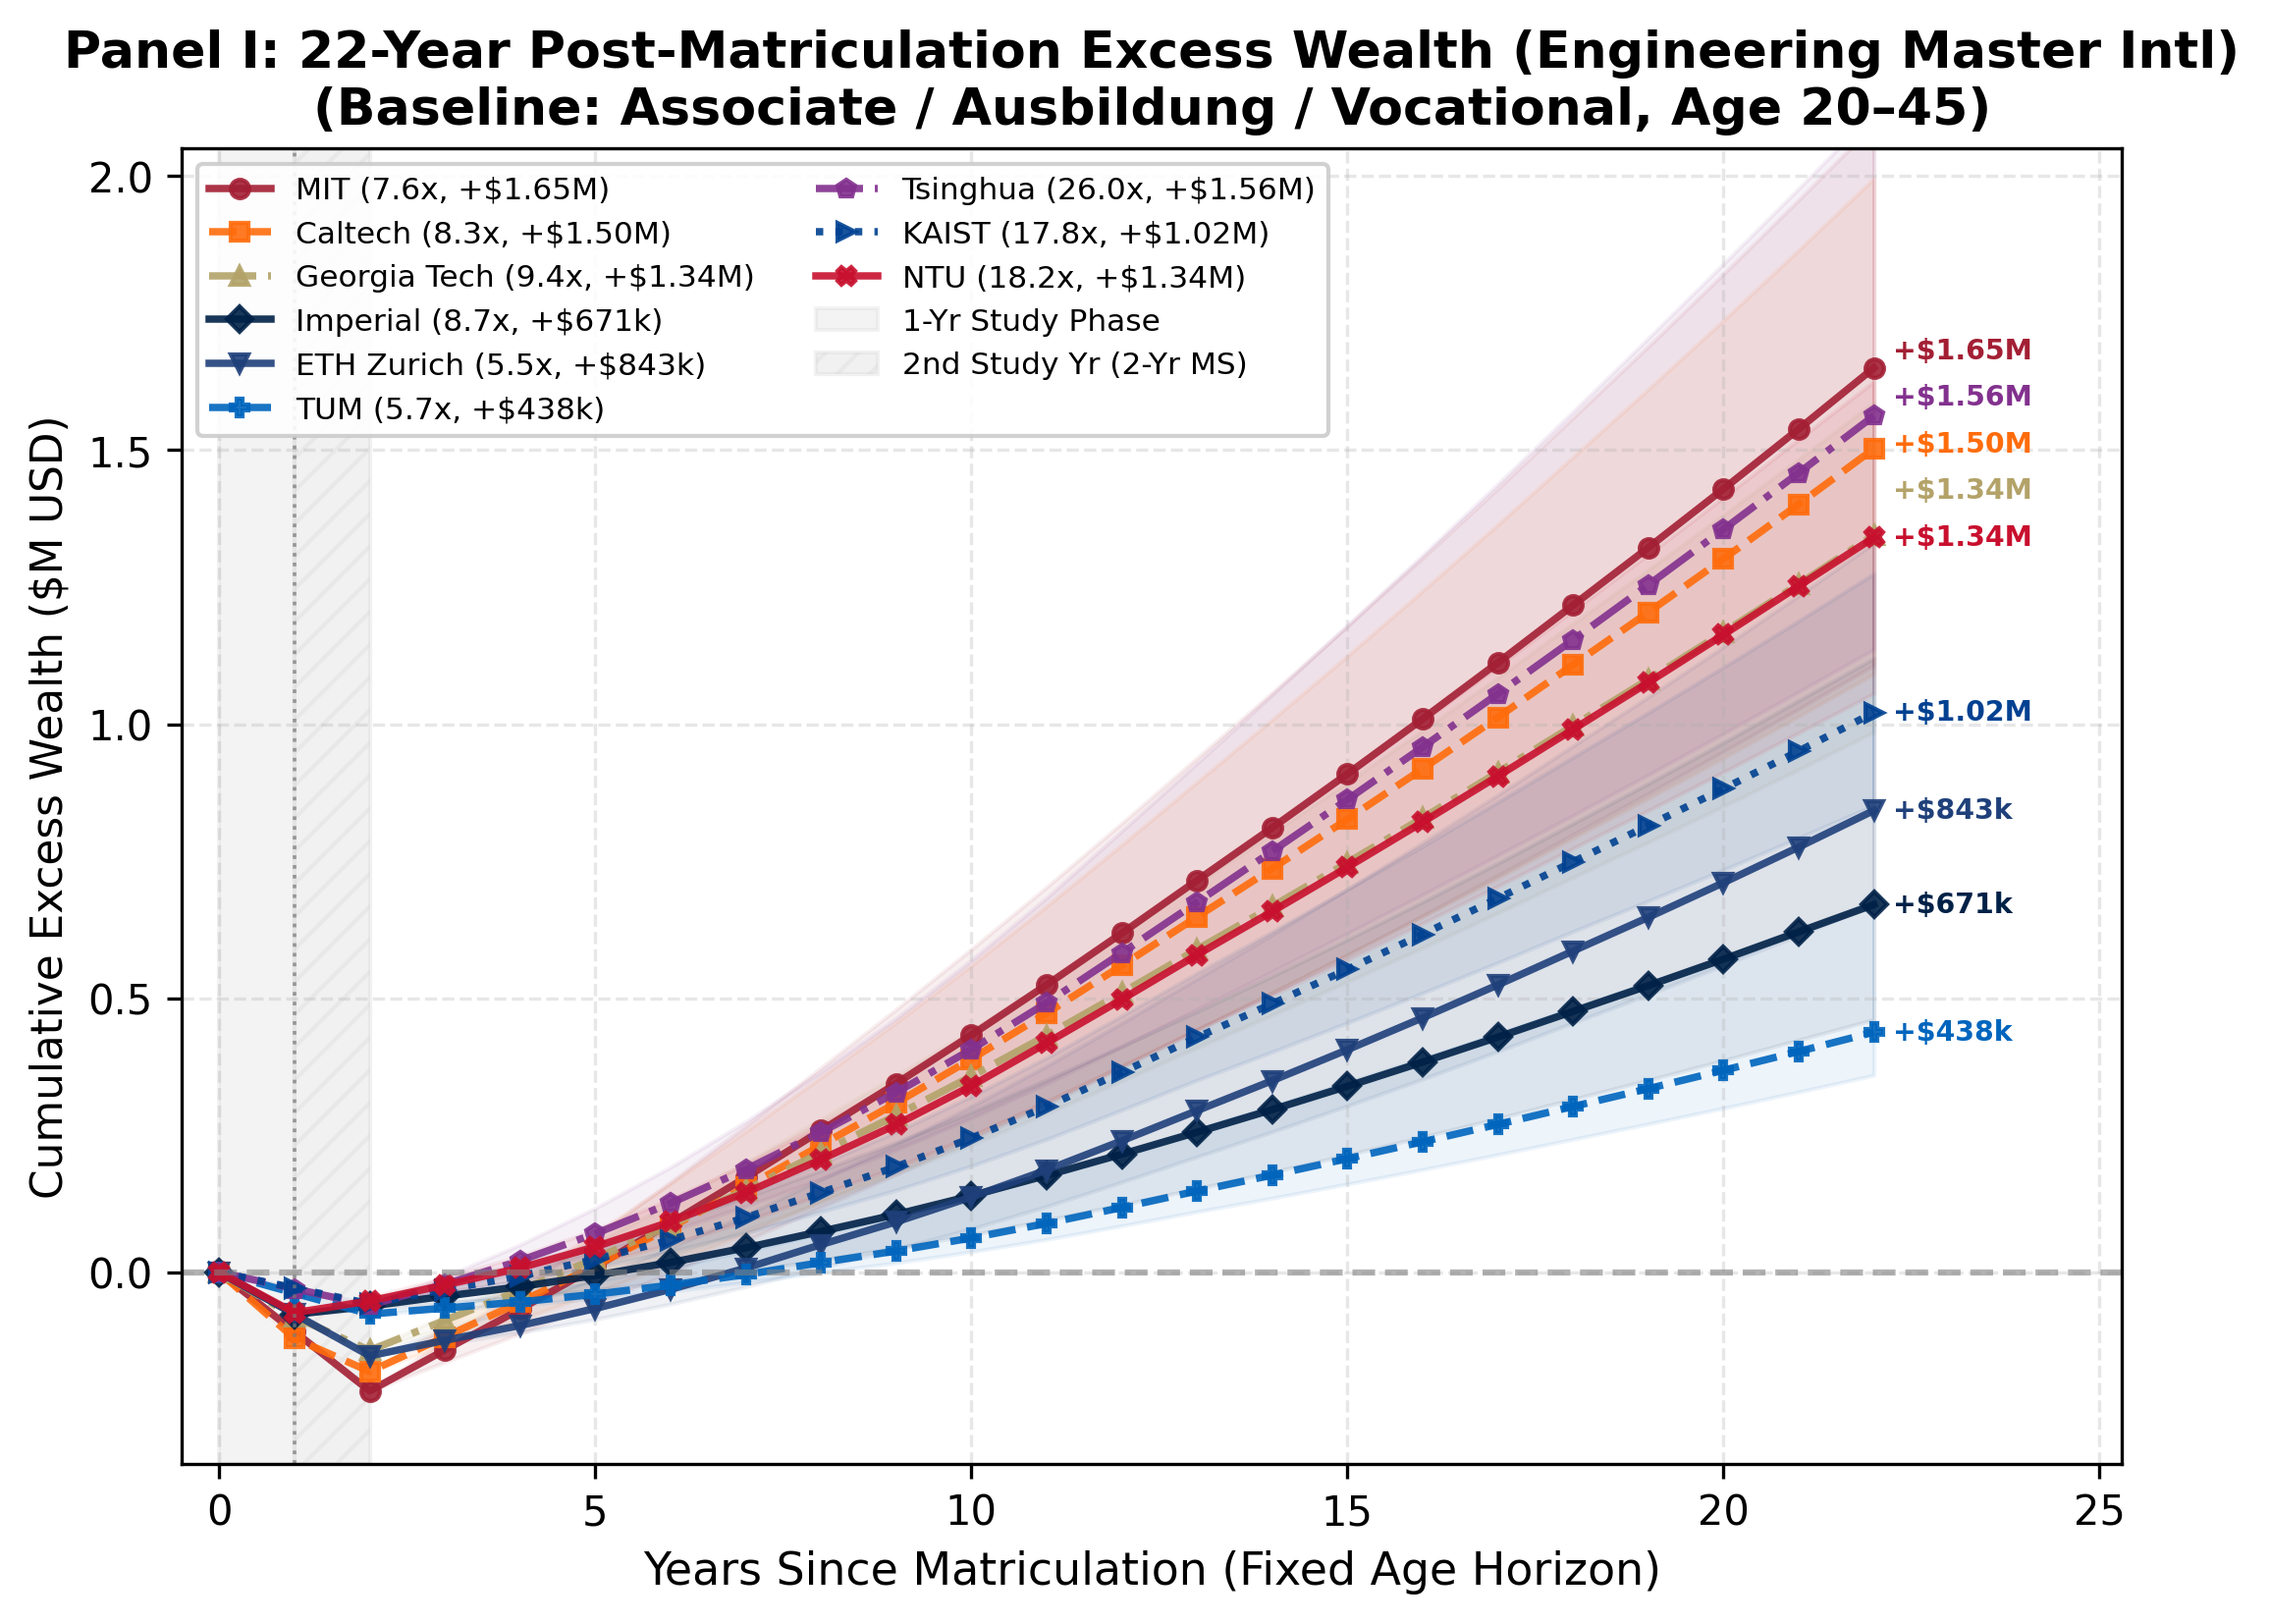 Panel I: 22-Year Post-Matriculation Excess Wealth (Engineering Master Intl)
(Baseline: Associate / Ausbildung / Vocational, Age 20–45)
MIT (7.6x, +$1.65M)
Caltech (8.3x, +$1.50M)
Georgia Tech (9.4x, +$1.34M)
Imperial (8.7x, +$671k)
ETH Zurich (5.5x, +$843k)
TUM (5.7x, +$438k)
Tsinghua (26.0x, +$1.56M)
KAIST (17.8x, +$1.02M)
NTU (18.2x, +$1.34M)
1-Yr Study Phase
2nd Study Yr (2-Yr MS)
Cumulative Excess Wealth ($M USD)
2.0
1.5
1.0
0.5
0.0
+$1.65M
+$1.56M
+$1.50M
+$1.34M
+$1.34M
+$1.02M
+$843k
+$671k
+$438k
0
5
10
15
20
25
Years Since Matriculation (Fixed Age Horizon)